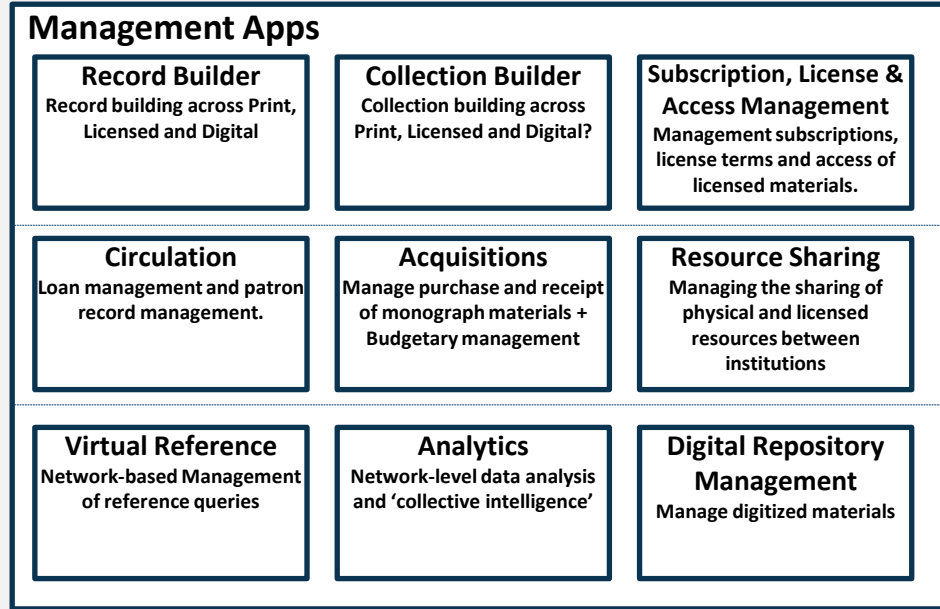 Management Apps
Record Builder
Record building across Print,
Licensed and Digital
Collection Builder
Collection building across
Print, Licensed and Digital?
Subscription, License &
Access Management
Management subscriptions,
license terms and access of
licensed materials.
Circulation
Loan management and patron
record management.
Acquisitions
Manage purchase and receipt
of monograph materials +
Budgetary management
Resource Sharing
Managing the sharing of
physical and licensed
resources between
institutions
Virtual Reference
Network-based Management
of reference queries
Analytics
Network-level data analysis
and ‘collective intelligence’
Digital Repository
Management
Manage digitized materials